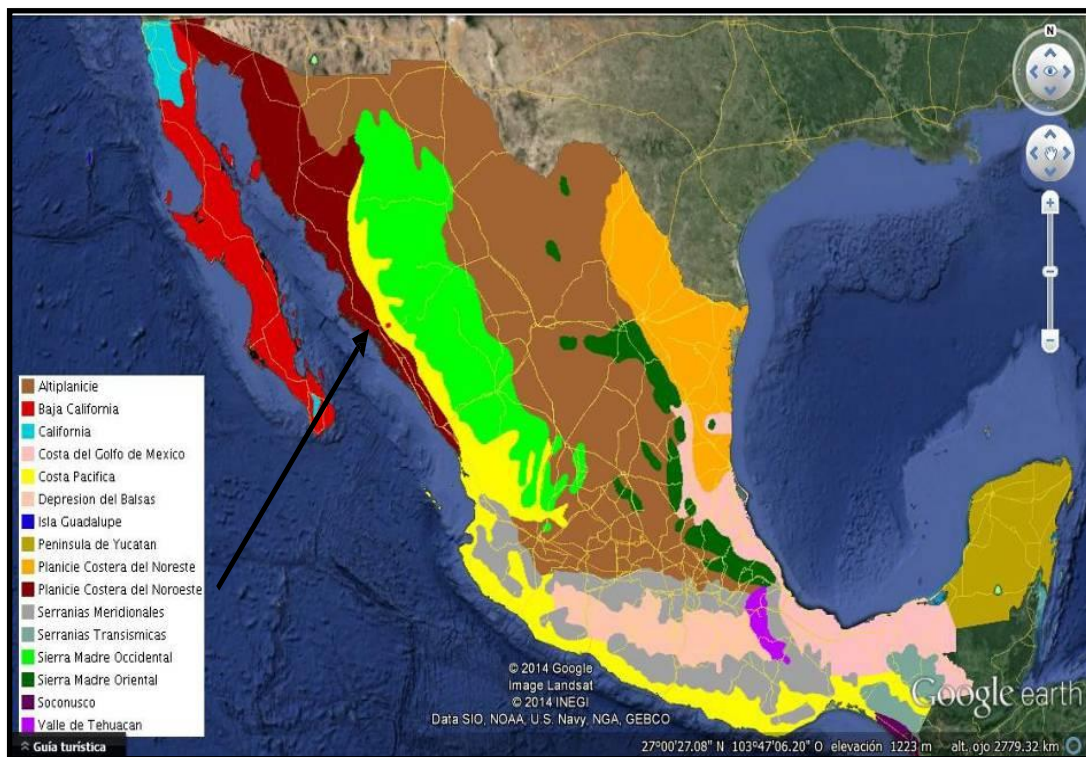 N
Altiplanicie
Baja California
California
Costa del Golfo de Mexico
Costa Pacifica
Depresion del Balsas
Isla Guadalupe
Peninsula de Yucatan
Planicie Costera del Noreste
Planicie Costera del Noroeste
Serranias Meridionales
Serranias Transismicas
Sierra Madre Occidental
Sierra Madre Oriental
Soconusco
Valle de Tehuacan
© 2014 Google
Image Landsat
© 2014 INEGI
Data SIO, NOAA, U.S. Navy, NGA, GEBCO
Google earth
Guía turística
27°00'27.08" N 103°47'06.20" O elevación 1223 m alt. ojo 2779.32 km